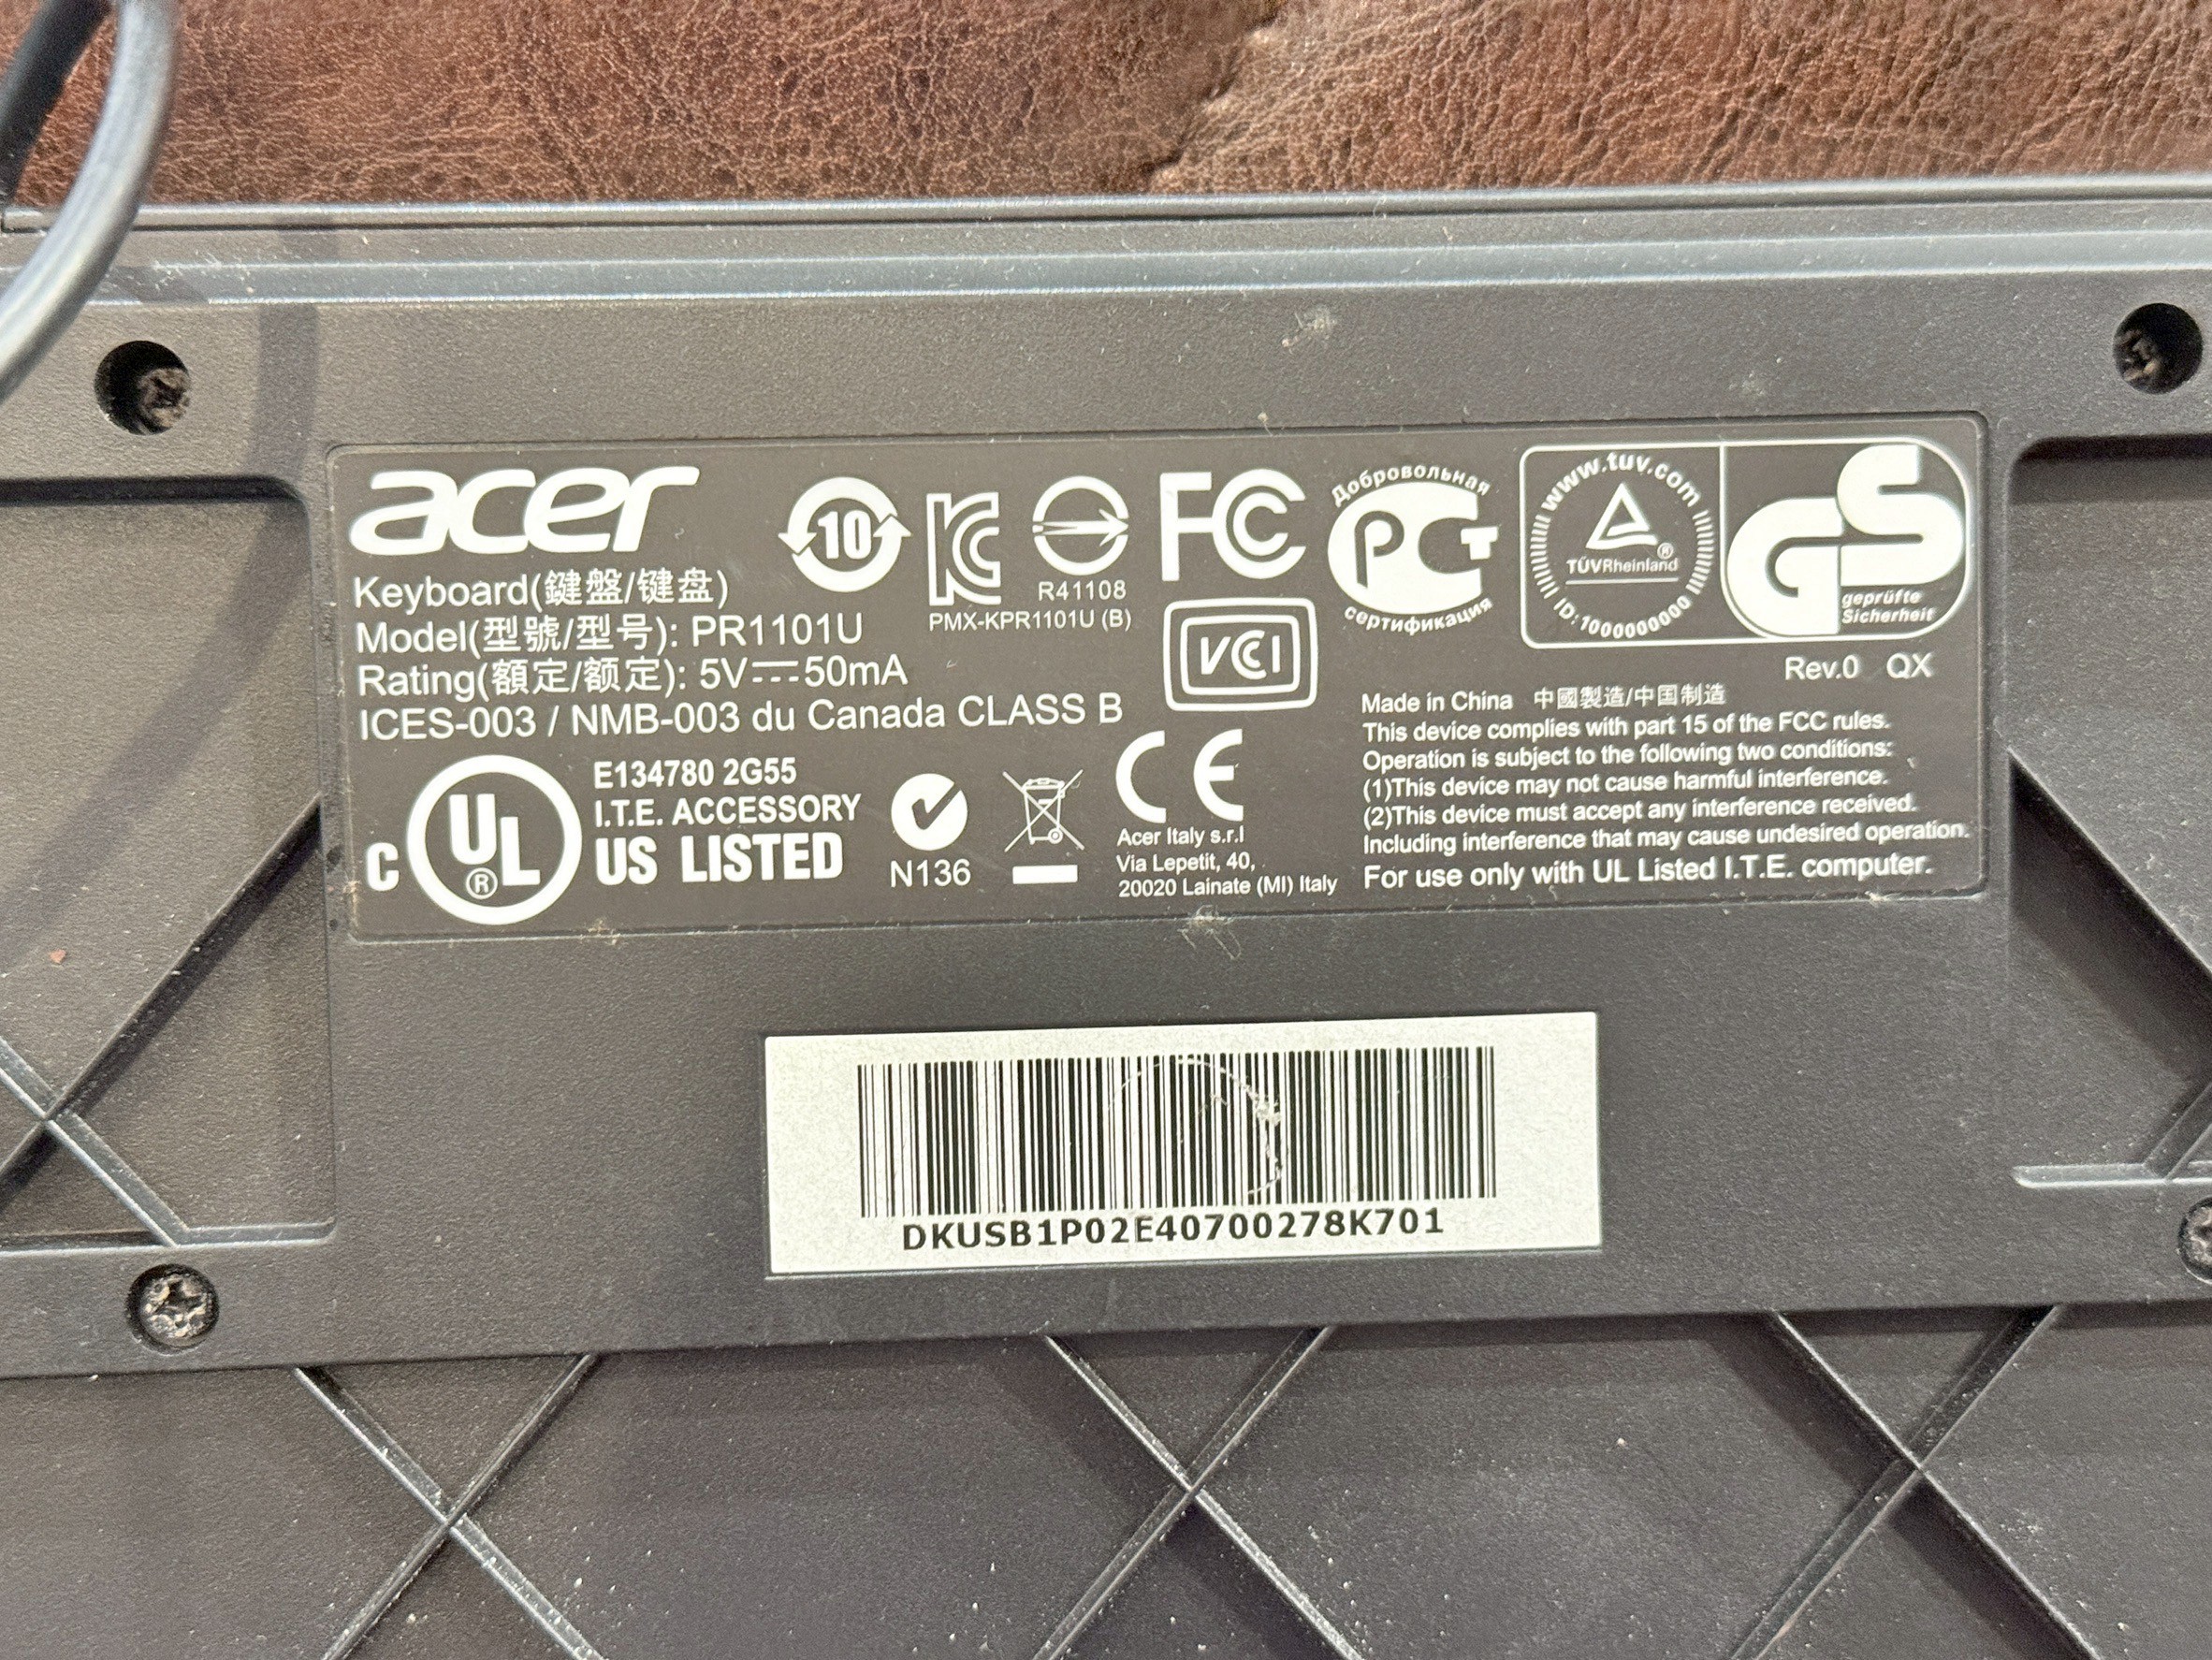 acer
Keyboard(鍵盤/键盘)
Model(型號/型号): PR1101U
Rating(額定/额定): 5V⎓50mA
ICES-003 / NMB-003 du Canada CLASS B
10
R41108
PMX-KPR1101U (B)
FC
VCI
Добровольная
РСТ
сертификация
www.tuv.com
TÜVRheinland®
ID:1000000000
GS
geprüfte
Sicherheit
Rev.0 QX
C UL® US LISTED
E134780 2G55
I.T.E. ACCESSORY
N136
CE
Acer Italy s.r.l
Via Lepetit, 40,
20020 Lainate (MI) Italy
Made in China 中國製造/中国制造
This device complies with part 15 of the FCC rules.
Operation is subject to the following two conditions:
(1)This device may not cause harmful interference.
(2)This device must accept any interference received.
Including interference that may cause undesired operation.
For use only with UL Listed I.T.E. computer.
DKUSB1P02E40700278K701